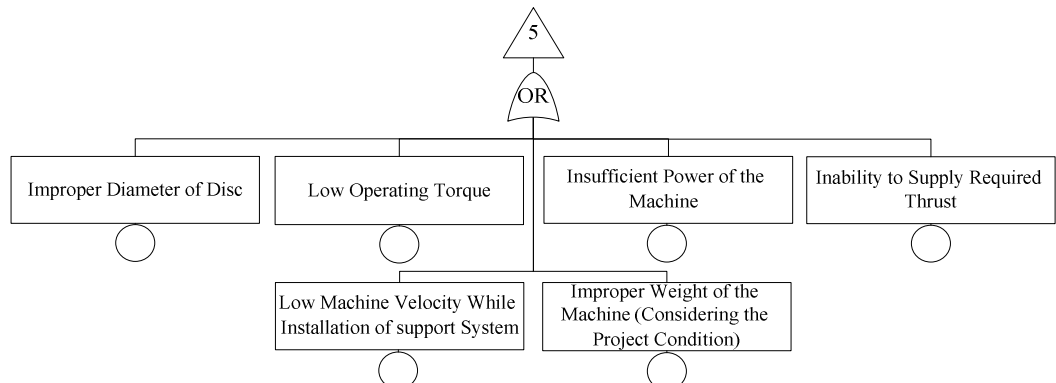 5
OR
Improper Diameter of Disc
Low Operating Torque
Insufficient Power of the
Machine
Inability to Supply Required
Thrust
Low Machine Velocity While
Installation of support System
Improper Weight of the
Machine (Considering the
Project Condition)